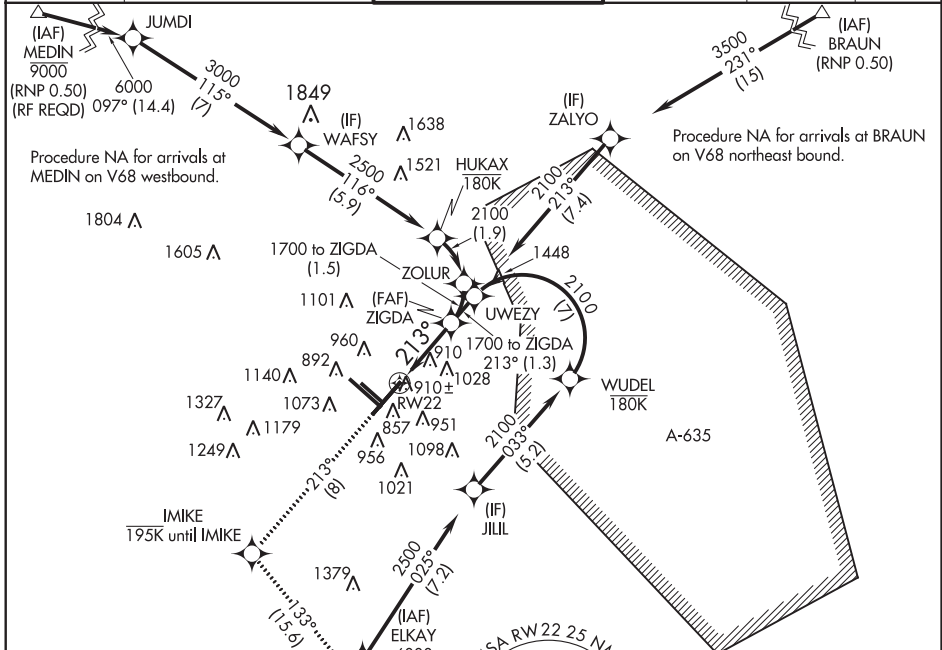 (IAF)
MEDIN
9000
(RNP 0.50)
(RF REQD)
JUMDI
6000
097° (14.4)
3000
115°
(7)
1849
(IF)
WAFSY
1638
1521
2500
116°
(5.9)
HUKAX
180K
2100
(1.9)
3500
231°
(15)
(IAF)
BRAUN
(RNP 0.50)
(IF)
ZALYO
Procedure NA for arrivals at BRAUN
on V68 northeast bound.
Procedure NA for arrivals at
MEDIN on V68 westbound.
2100
213°
(7.4)
1804
1605
1700 to ZIGDA
(1.5)
1448
ZOLUR
1101
(FAF)
ZIGDA
UWEZY
2100
(7)
1700 to ZIGDA
213° (1.3)
213°
960
910
892
1028
1140
910±
RW22
WUDEL
180K
1073
857
951
1327
1179
1249
956
1098
1021
2100
033°
(5.2)
A-635
213°
(8)
(IF)
JILIL
IMIKE
195K until IMIKE
1379
2500
025°
(7.2)
133°
(15.6)
(IAF)
ELKAY
SA RW22 25 N